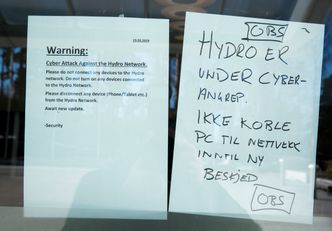 19.03.2019
Warning:
Cyber Attack Against the Hydro Network.
Please do not connect any devices to the Hydro
network. Do not turn on any devices connected
to the Hydro Network.
Please disconnect any device (Phone/Tablet etc.)
from the Hydro Network.
Await new update.
-Security
OBS
HYDRO ER
UNDER CYBER-
ANGREP.
IKKE KOBLE
PC TIL NETTVERK
INNTIL NY
BESKJED
OBS